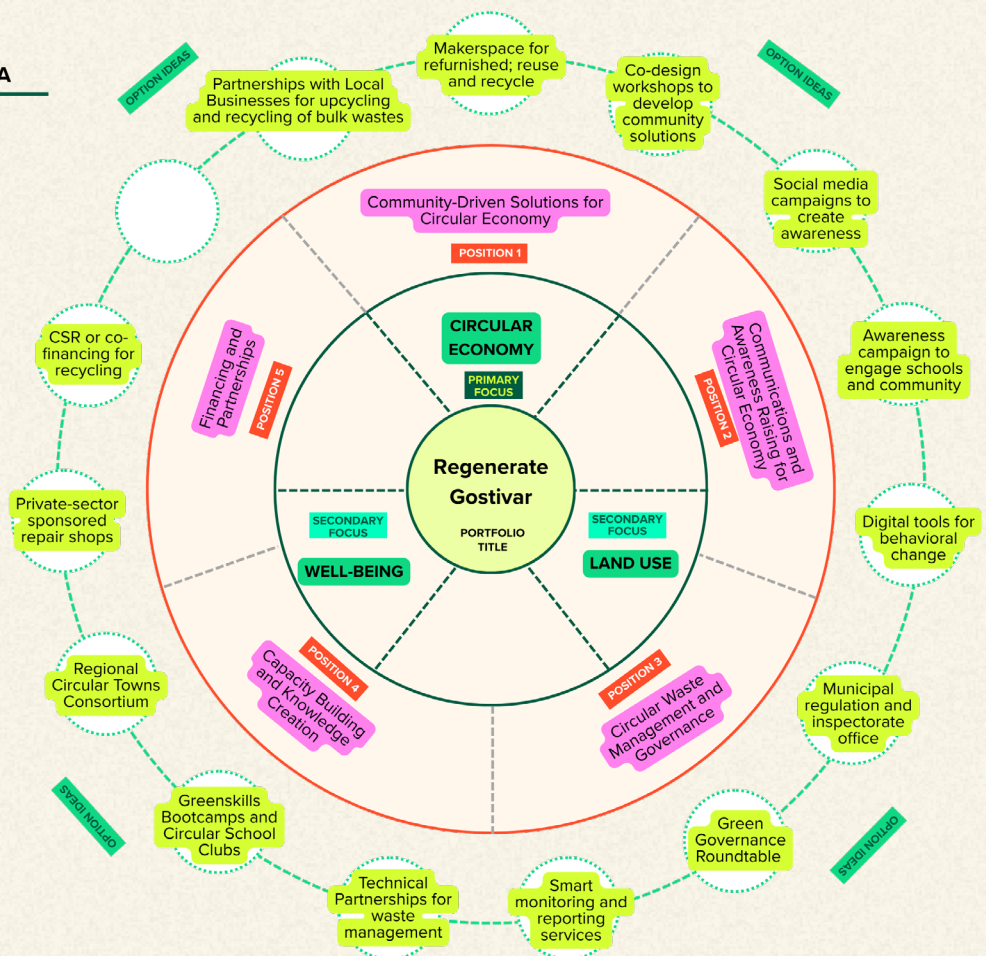 A
OPTION IDEAS
OPTION IDEAS
Makerspace for
refurnished; reuse
and recycle
Co-design
workshops to
develop
community
solutions
Social media
campaigns to
create
awareness
Awareness
campaign to
engage schools
and community
Digital tools for
behavioral
change
Municipal
regulation and
inspectorate
office
Green
Governance
Roundtable
OPTION IDEAS
Smart
monitoring and
reporting
services
Technical
Partnerships for
waste
management
Greenskills
Bootcamps and
Circular School
Clubs
OPTION IDEAS
Regional
Circular Towns
Consortium
Private-sector
sponsored
repair shops
CSR or co-
financing for
recycling
Partnerships with Local
Businesses for upcycling
and recycling of bulk wastes
Community-Driven Solutions for
Circular Economy
POSITION 1
Communications and
Awareness Raising for
Circular Economy
POSITION 2
POSITION 3
Circular Waste
Management and
Governance
POSITION 4
Capacity Building
and Knowledge
Creation
Financing and
Partnerships
POSITION 5
CIRCULAR
ECONOMY
PRIMARY
FOCUS
Regenerate
Gostivar
PORTFOLIO
TITLE
SECONDARY
FOCUS
WELL-BEING
SECONDARY
FOCUS
LAND USE